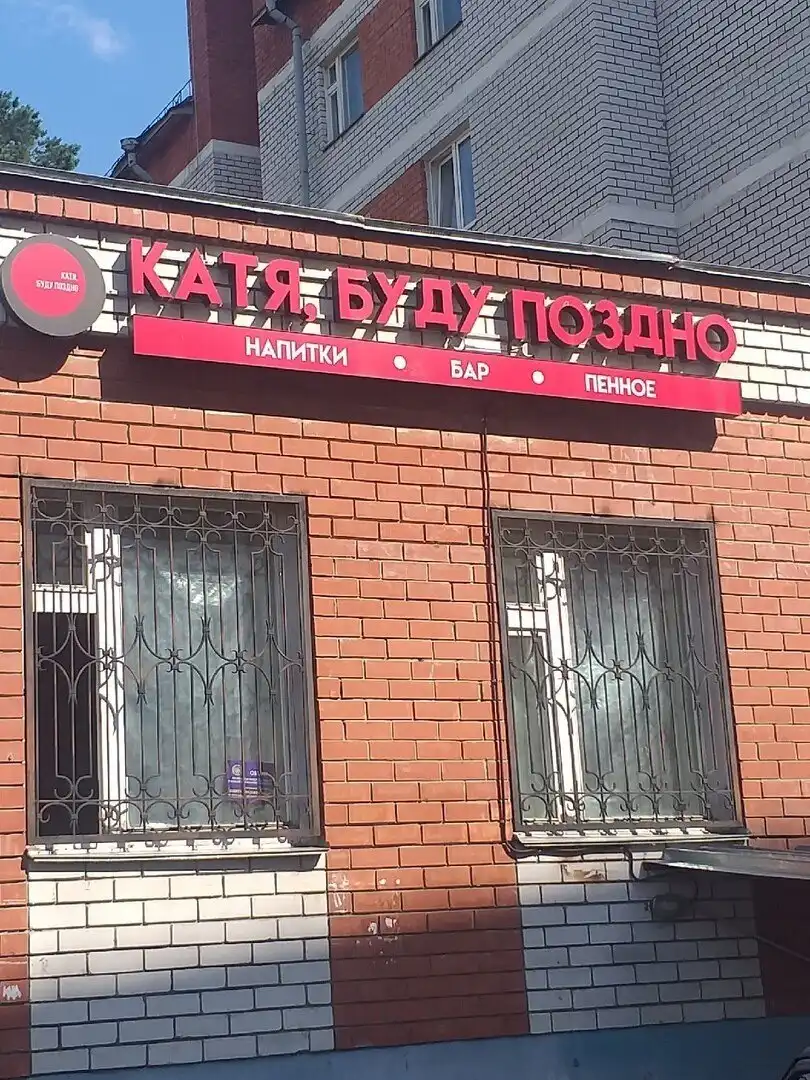 КАТЯ,
БУДУ ПОЗДНО
КАТЯ, БУДУ ПОЗДНО
НАПИТКИ • БАР • ПЕННОЕ